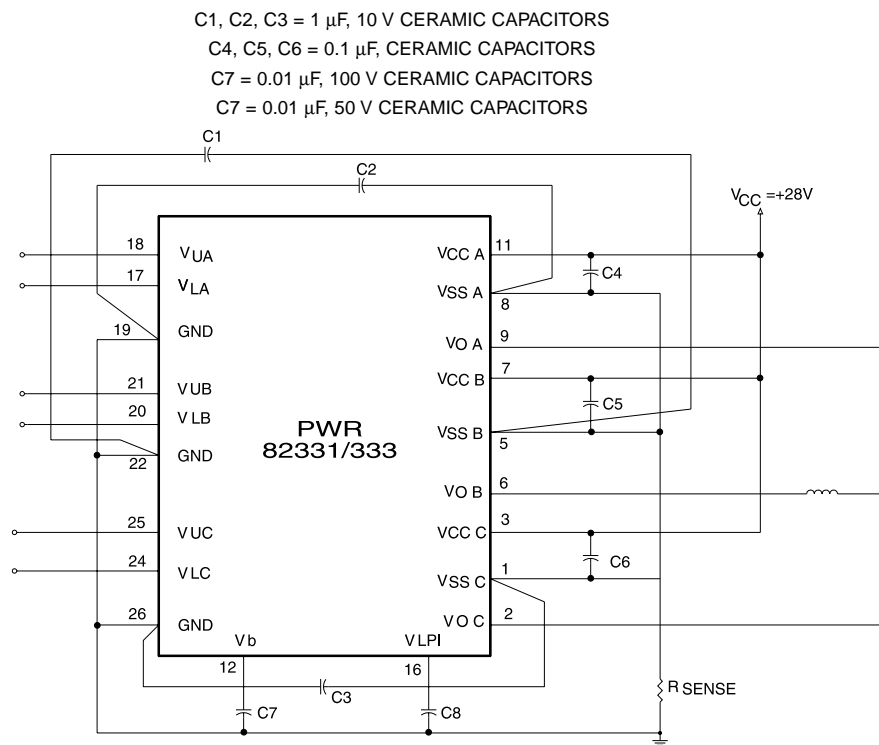 C1, C2, C3 = 1 μF, 10 V CERAMIC CAPACITORS
C4, C5, C6 = 0.1 μF, CERAMIC CAPACITORS
C7 = 0.01 μF, 100 V CERAMIC CAPACITORS
C7 = 0.01 μF, 50 V CERAMIC CAPACITORS
C1
C2
VCC =+28V
18 VUA
17 VLA
19 GND
21 VUB
20 VLB
22 GND
25 VUC
24 VLC
26 GND
PWR
82331/333
VCC A 11
C4
VSS A 8
VO A 9
VCC B 7
C5
VSS B 5
VO B 6
VCC C 3
C6
VSS C 1
VO C 2
Vb
12
VLPI
16
C3
C7
C8
R SENSE